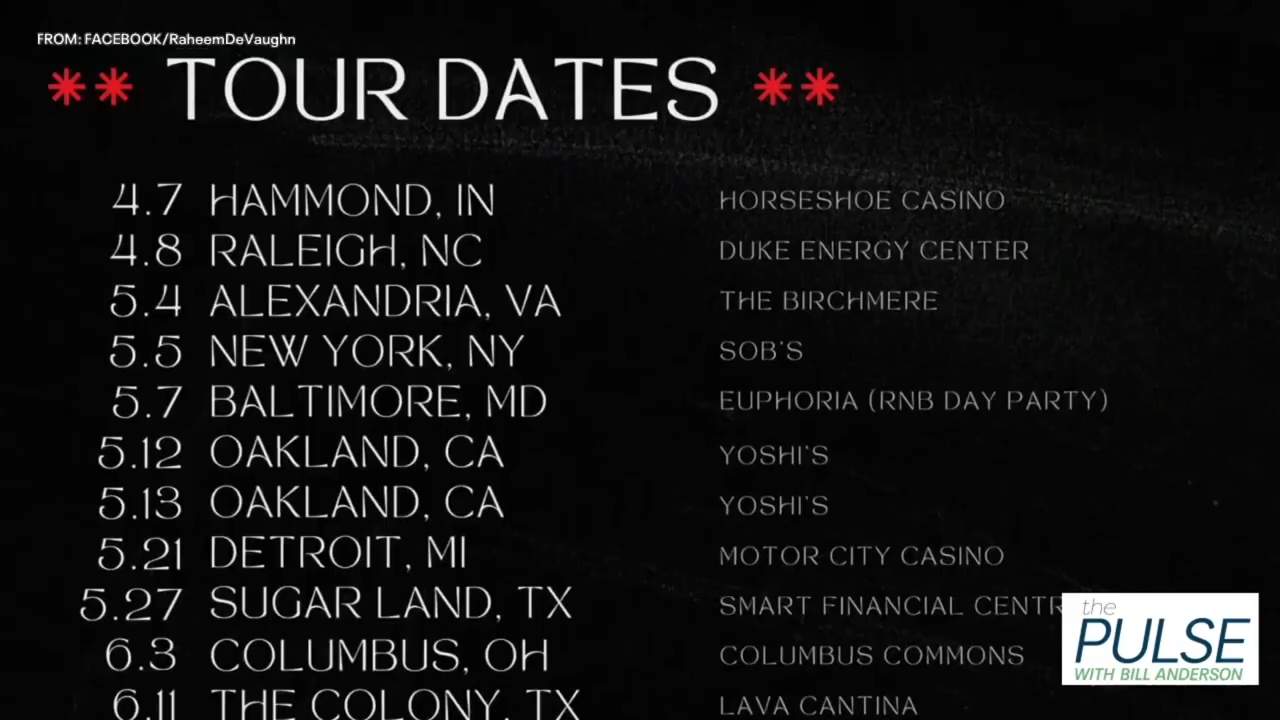 FROM: FACEBOOK/RaheemDeVaughn
** TOUR DATES **
4.7 HAMMOND, IN HORSESHOE CASINO
4.8 RALEIGH, NC DUKE ENERGY CENTER
5.4 ALEXANDRIA, VA THE BIRCHMERE
5.5 NEW YORK, NY SOB'S
5.7 BALTIMORE, MD EUPHORIA (RNB DAY PARTY)
5.12 OAKLAND, CA YOSHI'S
5.13 OAKLAND, CA YOSHI'S
5.21 DETROIT, MI MOTOR CITY CASINO
5.27 SUGAR LAND, TX SMART FINANCIAL
6.3 COLUMBUS, OH COLUMBUS COMMONS
6.11 THE COLONY, TX LAVA CANTINA
the
PULSE
WITH BILL ANDERSON